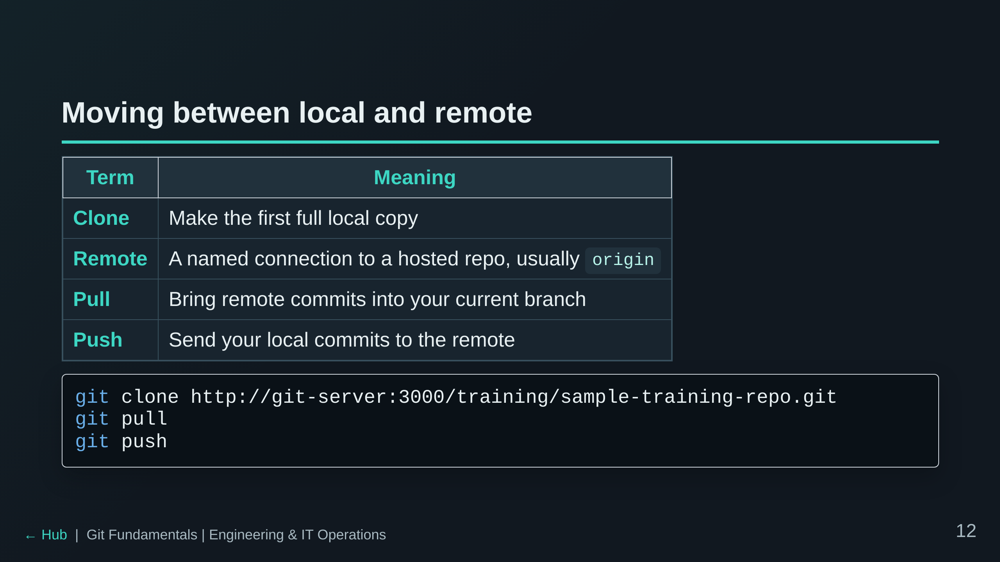 Moving between local and remote
Term Meaning
Clone Make the first full local copy
Remote A named connection to a hosted repo, usually origin
Pull Bring remote commits into your current branch
Push Send your local commits to the remote
git clone http://git-server:3000/training/sample-training-repo.git
git pull
git push
← Hub | Git Fundamentals | Engineering & IT Operations
12